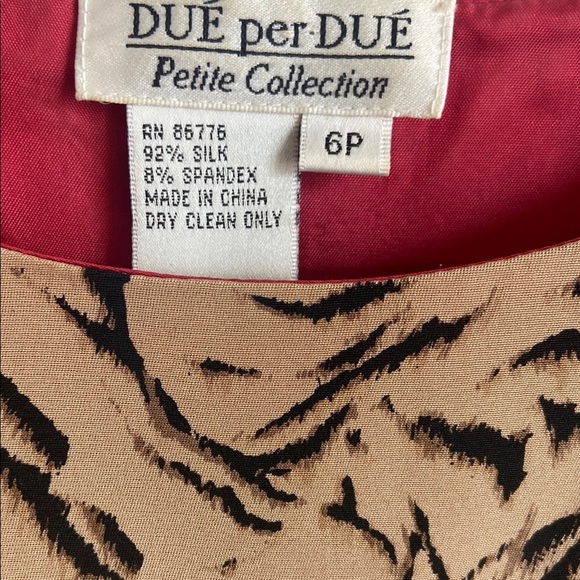 DUÉ per-DUÉ
Petite Collection
6P
RN 86776
92% SILK
8% SPANDEX
MADE IN CHINA
DRY CLEAN ONLY